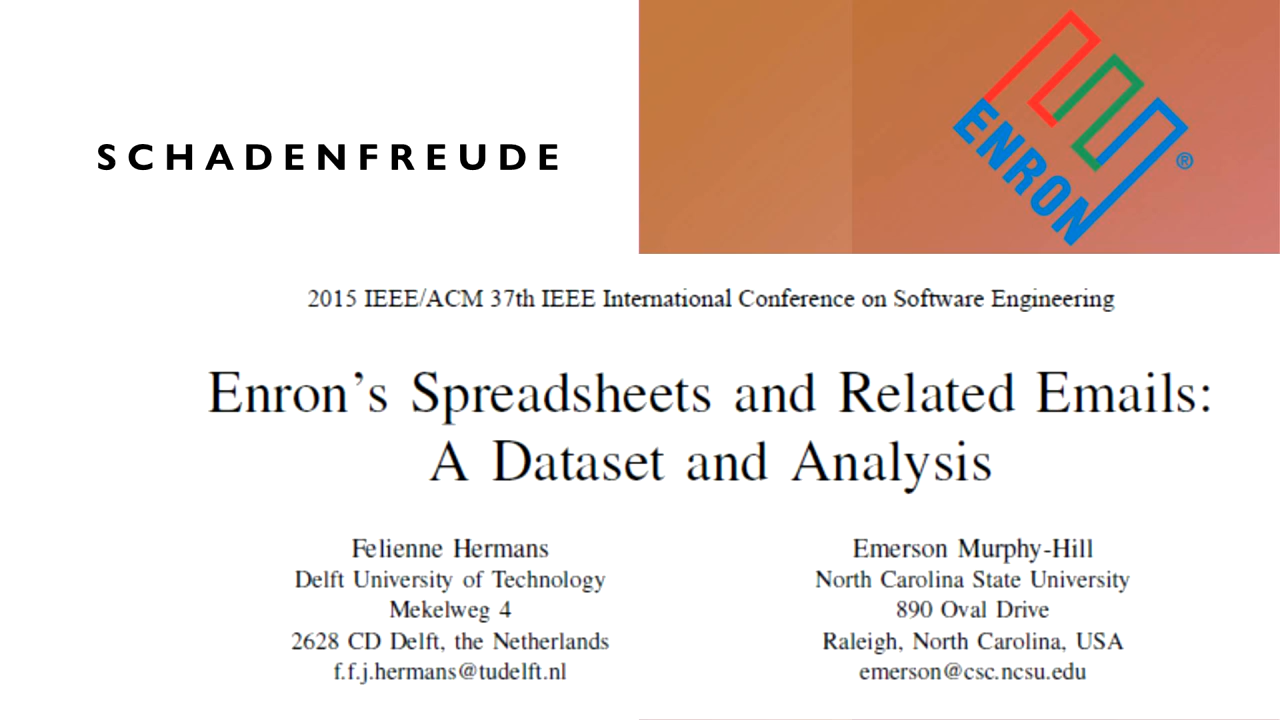 SCHADENFREUDE
ENRON
®
2015 IEEE/ACM 37th IEEE International Conference on Software Engineering
Enron's Spreadsheets and Related Emails:
A Dataset and Analysis
Felienne Hermans
Delft University of Technology
Mekelweg 4
2628 CD Delft, the Netherlands
f.f.j.hermans@tudelft.nl
Emerson Murphy-Hill
North Carolina State University
890 Oval Drive
Raleigh, North Carolina, USA
emerson@csc.ncsu.edu